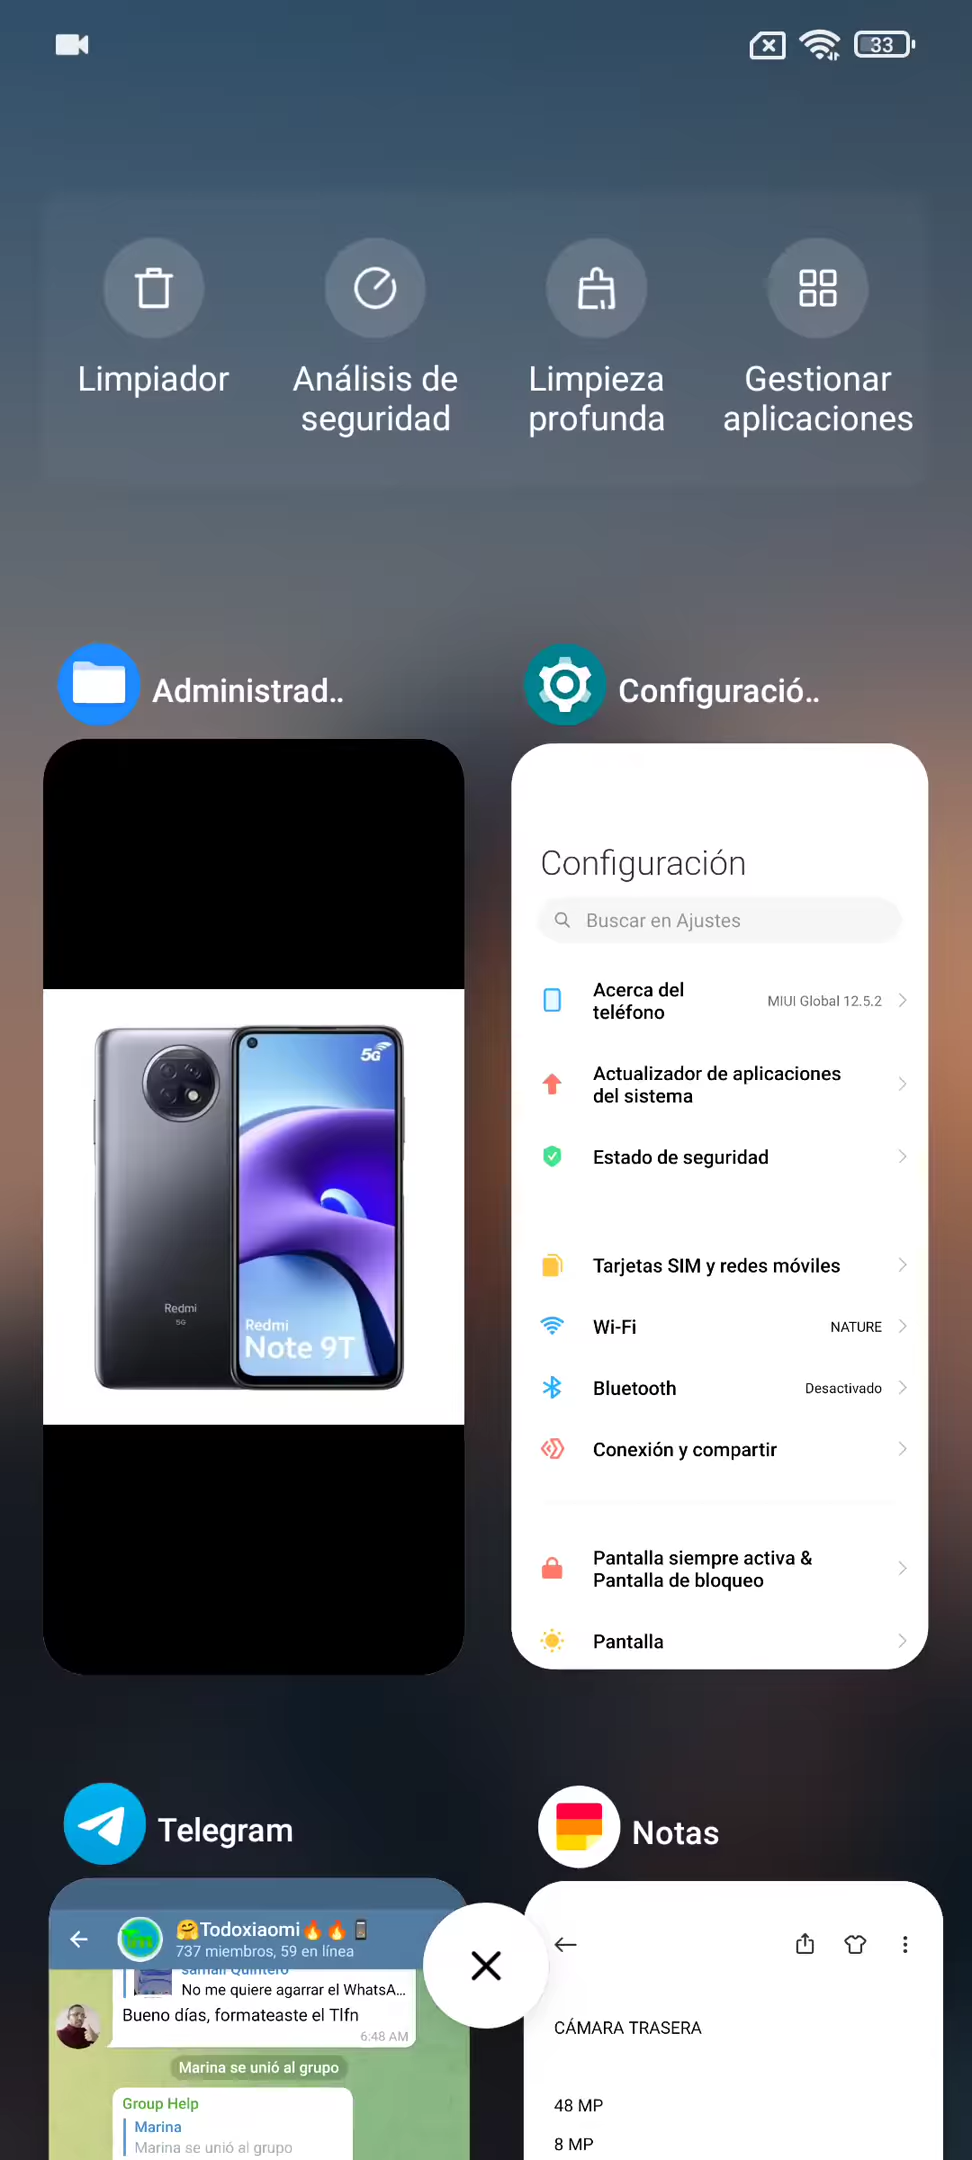 33
Limpiador
Análisis de
seguridad
Limpieza
profunda
Gestionar
aplicaciones
Administrad..
5G
Redmi
5G
Redmi
Note 9T
Configuració..
Configuración
Buscar en Ajustes
Acerca del
teléfono
MIUI Global 12.5.2
Actualizador de aplicaciones
del sistema
Estado de seguridad
Tarjetas SIM y redes móviles
Wi-Fi
NATURE
Bluetooth
Desactivado
Conexión y compartir
Pantalla siempre activa &
Pantalla de bloqueo
Pantalla
Telegram
🤗Todoxiaomi🔥🔥📱
737 miembros, 59 en línea
Quintero
No me quiere agarrar el WhatsA...
Bueno días, formateaste el Tlfn
6:48 AM
Marina se unió al grupo
Group Help
Marina
Marina se unió al grupo
Notas
CÁMARA TRASERA
48 MP
8 MP